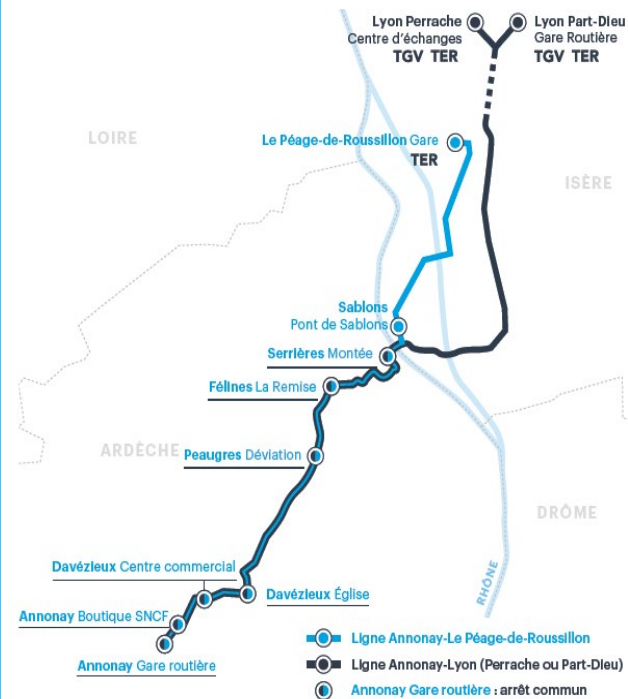 Lyon Perrache
Centre d'échanges
TGV TER
Lyon Part-Dieu
Gare Routière
TGV TER
LOIRE
Le Péage-de-Roussillon Gare
TER
ISÈRE
Sablons
Pont de Sablons
Serrières Montée
Félines La Remise
ARDÈCHE
Peaugres Déviation
DRÔME
Davézieux Centre commercial
Davézieux Église
RHÔNE
Annonay Boutique SNCF
Annonay Gare routière
Ligne Annonay-Le Péage-de-Roussillon
Ligne Annonay-Lyon (Perrache ou Part-Dieu)
Annonay Gare routière : arrêt commun